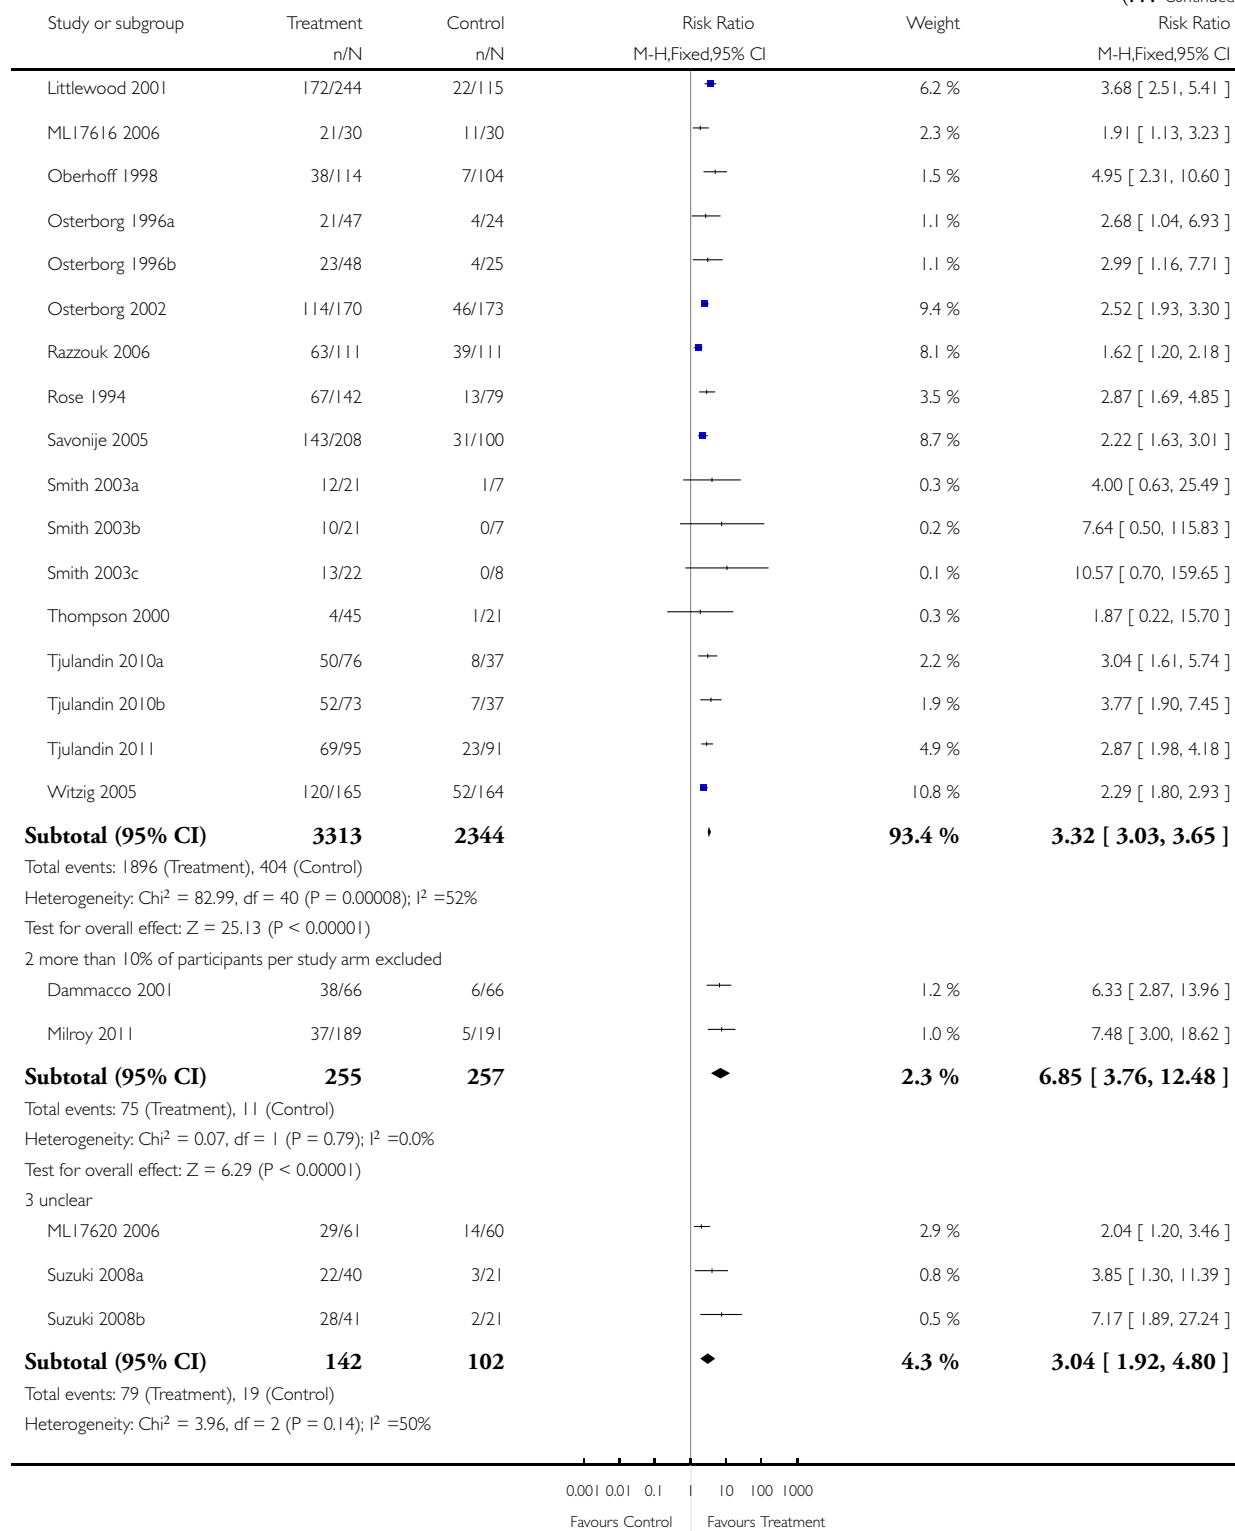 Study or subgroup Treatment Control Risk Ratio Weight Risk Ratio
n/N n/N M-H,Fixed,95% CI M-H,Fixed,95% CI
Littlewood 2001 172/244 22/115 6.2 % 3.68 [ 2.51, 5.41 ]
ML17616 2006 21/30 11/30 2.3 % 1.91 [ 1.13, 3.23 ]
Oberhoff 1998 38/114 7/104 1.5 % 4.95 [ 2.31, 10.60 ]
Osterborg 1996a 21/47 4/24 1.1 % 2.68 [ 1.04, 6.93 ]
Osterborg 1996b 23/48 4/25 1.1 % 2.99 [ 1.16, 7.71 ]
Osterborg 2002 114/170 46/173 9.4 % 2.52 [ 1.93, 3.30 ]
Razzouk 2006 63/111 39/111 8.1 % 1.62 [ 1.20, 2.18 ]
Rose 1994 67/142 13/79 3.5 % 2.87 [ 1.69, 4.85 ]
Savonije 2005 143/208 31/100 8.7 % 2.22 [ 1.63, 3.01 ]
Smith 2003a 12/21 1/7 0.3 % 4.00 [ 0.63, 25.49 ]
Smith 2003b 10/21 0/7 0.2 % 7.64 [ 0.50, 115.83 ]
Smith 2003c 13/22 0/8 0.1 % 10.57 [ 0.70, 159.65 ]
Thompson 2000 4/45 1/21 0.3 % 1.87 [ 0.22, 15.70 ]
Tjulandin 2010a 50/76 8/37 2.2 % 3.04 [ 1.61, 5.74 ]
Tjulandin 2010b 52/73 7/37 1.9 % 3.77 [ 1.90, 7.45 ]
Tjulandin 2011 69/95 23/91 4.9 % 2.87 [ 1.98, 4.18 ]
Witzig 2005 120/165 52/164 10.8 % 2.29 [ 1.80, 2.93 ]
Subtotal (95% CI) 3313 2344 93.4 % 3.32 [ 3.03, 3.65 ]
Total events: 1896 (Treatment), 404 (Control)
Heterogeneity: Chi² = 82.99, df = 40 (P = 0.00008); I² =52%
Test for overall effect: Z = 25.13 (P < 0.00001)
2 more than 10% of participants per study arm excluded
Dammacco 2001 38/66 6/66 1.2 % 6.33 [ 2.87, 13.96 ]
Milroy 2011 37/189 5/191 1.0 % 7.48 [ 3.00, 18.62 ]
Subtotal (95% CI) 255 257 2.3 % 6.85 [ 3.76, 12.48 ]
Total events: 75 (Treatment), 11 (Control)
Heterogeneity: Chi² = 0.07, df = 1 (P = 0.79); I² =0.0%
Test for overall effect: Z = 6.29 (P < 0.00001)
3 unclear
ML17620 2006 29/61 14/60 2.9 % 2.04 [ 1.20, 3.46 ]
Suzuki 2008a 22/40 3/21 0.8 % 3.85 [ 1.30, 11.39 ]
Suzuki 2008b 28/41 2/21 0.5 % 7.17 [ 1.89, 27.24 ]
Subtotal (95% CI) 142 102 4.3 % 3.04 [ 1.92, 4.80 ]
Total events: 79 (Treatment), 19 (Control)
Heterogeneity: Chi² = 3.96, df = 2 (P = 0.14); I² =50%
0.001 0.01 0.1 1 10 100 1000
Favours Control Favours Treatment